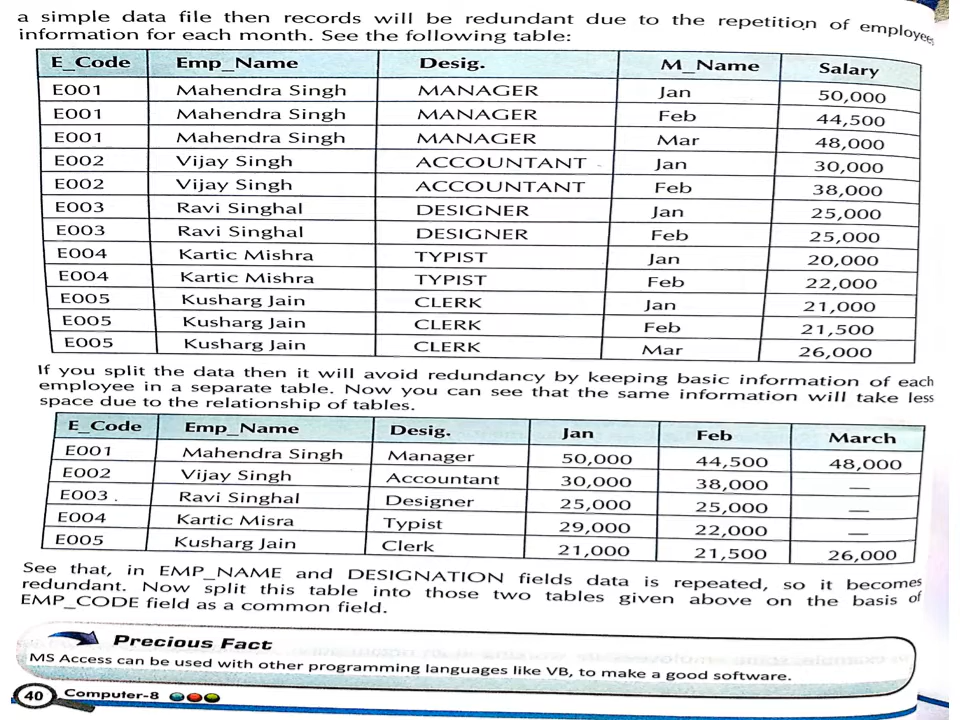 a simple data file then records will be redundant due to the repetition of employee
information for each month. See the following table:
E_Code Emp_Name Desig. M_Name Salary
E001 Mahendra Singh MANAGER Jan 50,000
E001 Mahendra Singh MANAGER Feb 44,500
E001 Mahendra Singh MANAGER Mar 48,000
E002 Vijay Singh ACCOUNTANT Jan 30,000
E002 Vijay Singh ACCOUNTANT Feb 38,000
E003 Ravi Singhal DESIGNER Jan 25,000
E003 Ravi Singhal DESIGNER Feb 25,000
E004 Kartic Mishra TYPIST Jan 20,000
E004 Kartic Mishra TYPIST Feb 22,000
E005 Kusharg Jain CLERK Jan 21,000
E005 Kusharg Jain CLERK Feb 21,500
E005 Kusharg Jain CLERK Mar 26,000
If you split the data then it will avoid redundancy by keeping basic information of each
employee in a separate table. Now you can see that the same information will take less
space due to the relationship of tables.
E_Code Emp_Name Desig. Jan Feb March
E001 Mahendra Singh Manager 50,000 44,500 48,000
E002 Vijay Singh Accountant 30,000 38,000 —
E003 Ravi Singhal Designer 25,000 25,000 —
E004 Kartic Misra Typist 29,000 22,000 —
E005 Kusharg Jain Clerk 21,000 21,500 26,000
See that, in EMP_NAME and DESIGNATION fields data is repeated, so it becomes
redundant. Now split this table into those two tables given above on the basis of
EMP_CODE field as a common field.
Precious Fact
MS Access can be used with other programming languages like VB, to make a good software.
40 Computer-8